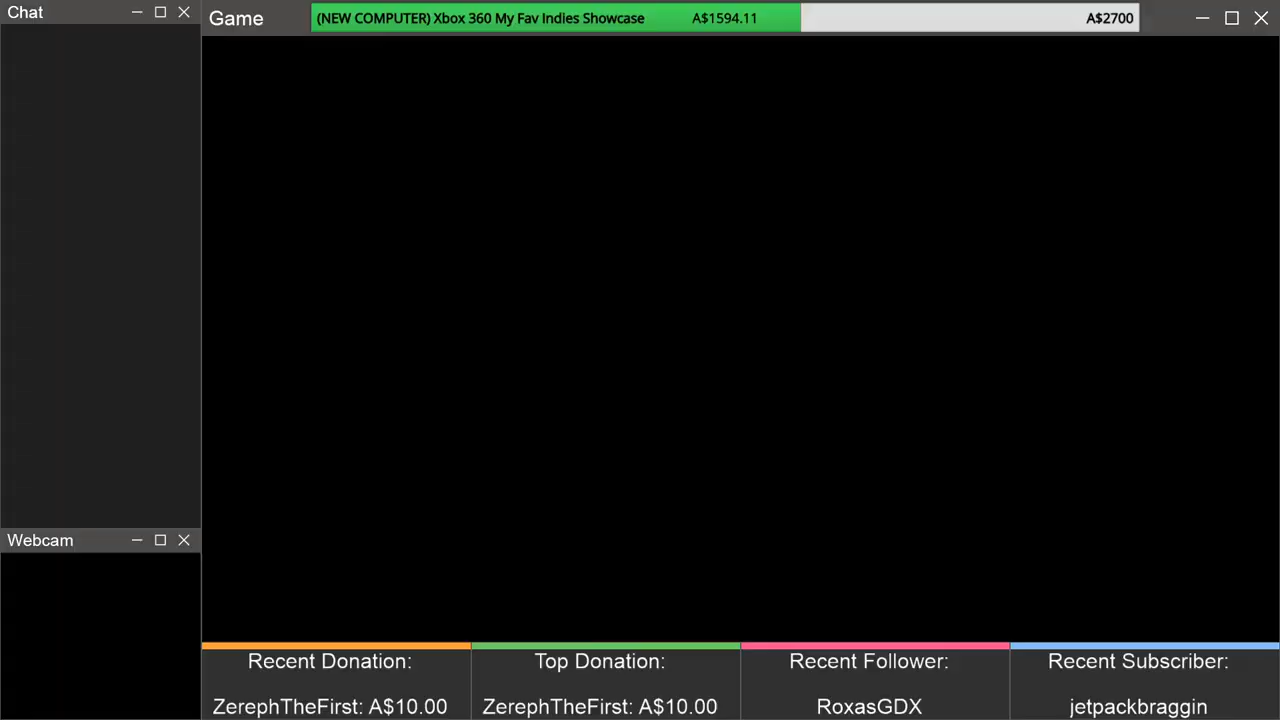 Chat
Game
(NEW COMPUTER) Xbox 360 My Fav Indies Showcase A$1594.11 A$2700
Webcam
Recent Donation:
ZerephTheFirst: A$10.00
Top Donation:
ZerephTheFirst: A$10.00
Recent Follower:
RoxasGDX
Recent Subscriber:
jetpackbraggin